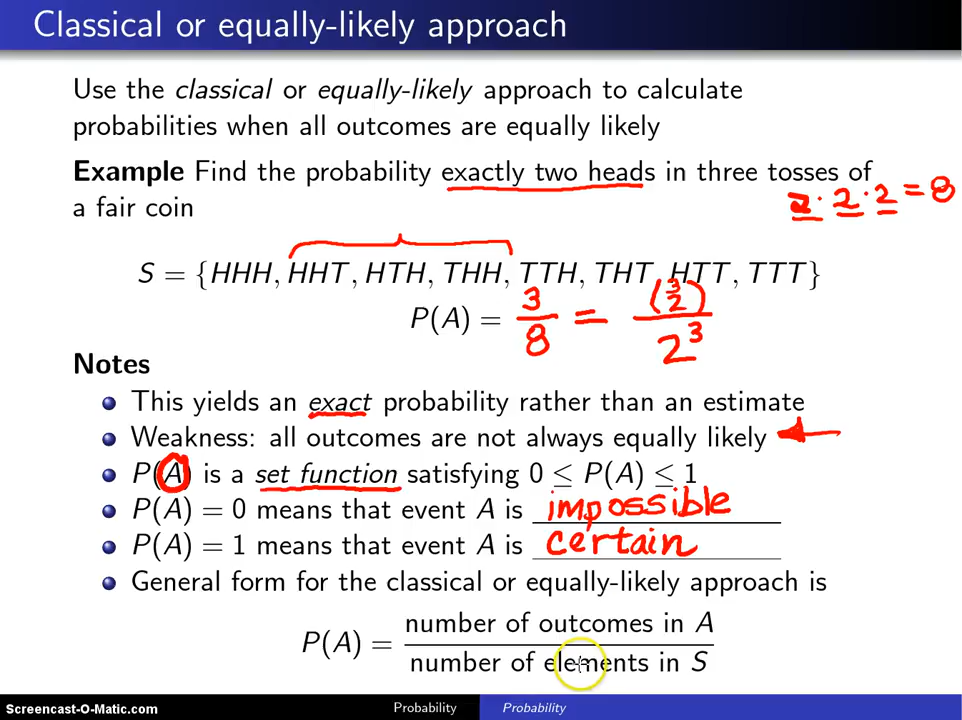 Classical or equally-likely approach
Use the classical or equally-likely approach to calculate
probabilities when all outcomes are equally likely
Example Find the probability exactly two heads in three tosses of
a fair coin
2 · 2 · 2 = 8
S = {HHH, HHT, HTH, THH, TTH, THT, HTT, TTT}
P(A) = 3/8 = (3 2)/2³
Notes
This yields an exact probability rather than an estimate
Weakness: all outcomes are not always equally likely
P(A) is a set function satisfying 0 ≤ P(A) ≤ 1
P(A) = 0 means that event A is impossible
P(A) = 1 means that event A is certain
General form for the classical or equally-likely approach is
P(A) = number of outcomes in A
number of elements in S
Screencast-O-Matic.com Probability Probability